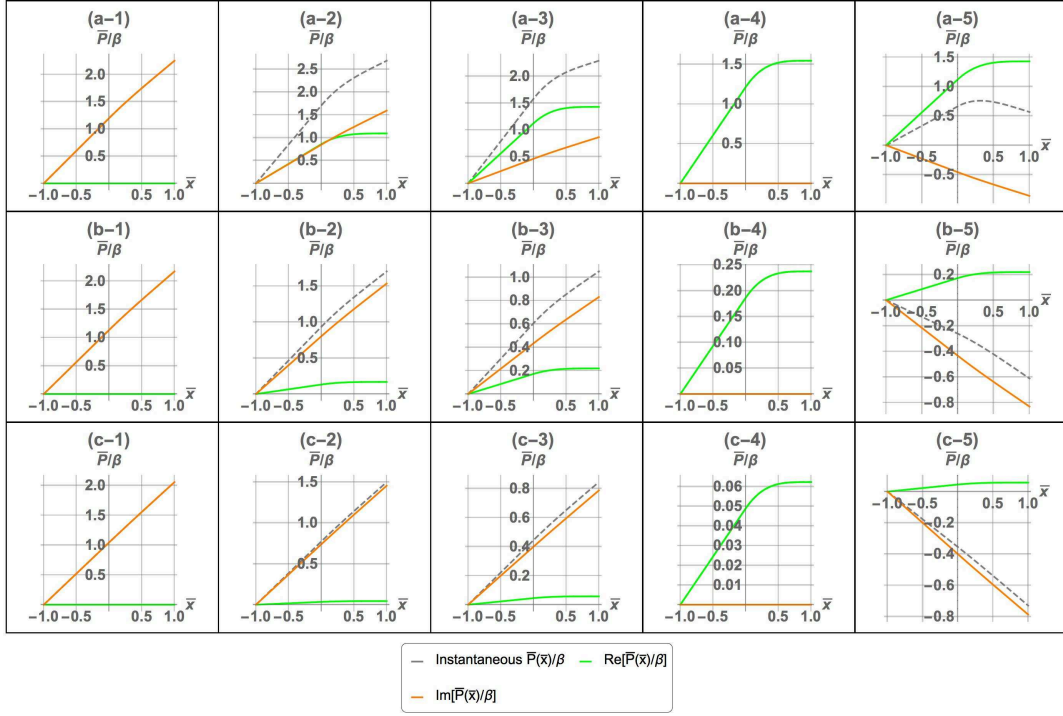 (a−1) (a−2) (a−3) (a−4) (a−5)
P̅/β P̅/β P̅/β P̅/β P̅/β
2.0 1.5 1.0 0.5
−1.0 −0.5 0.5 1.0 x̅
2.5 2.0 1.5 1.0 0.5
−1.0 −0.5 0.5 1.0 x̅
2.0 1.5 1.0 0.5
−1.0 −0.5 0.5 1.0 x̅
1.5 1.0 0.5
−1.0 −0.5 0.5 1.0 x̅
1.5 1.0 0.5
−1.0 −0.5 0.5 1.0 x̅
−0.5
(b−1) (b−2) (b−3) (b−4) (b−5)
P̅/β P̅/β P̅/β P̅/β P̅/β
2.0 1.5 1.0 0.5
−1.0 −0.5 0.5 1.0 x̅
1.5 1.0 0.5
−1.0 −0.5 0.5 1.0 x̅
1.0 0.8 0.6 0.4 0.2
−1.0 −0.5 0.5 1.0 x̅
0.25 0.20 0.15 0.10 0.05
−1.0 −0.5 0.5 1.0 x̅
0.2
−1.0 −0.5 0.5 1.0 x̅
−0.2 −0.4 −0.6 −0.8
(c−1) (c−2) (c−3) (c−4) (c−5)
P̅/β P̅/β P̅/β P̅/β P̅/β
2.0 1.5 1.0 0.5
−1.0 −0.5 0.5 1.0 x̅
1.5 1.0 0.5
−1.0 −0.5 0.5 1.0 x̅
0.8 0.6 0.4 0.2
−1.0 −0.5 0.5 1.0 x̅
0.06 0.05 0.04 0.03 0.02 0.01
−1.0 −0.5 0.5 1.0 x̅
−1.0 −0.5 0.5 1.0 x̅
−0.2 −0.4 −0.6 −0.8
Instantaneous P̅(x̅)/β Re[P̅(x̅)/β]
Im[P̅(x̅)/β]